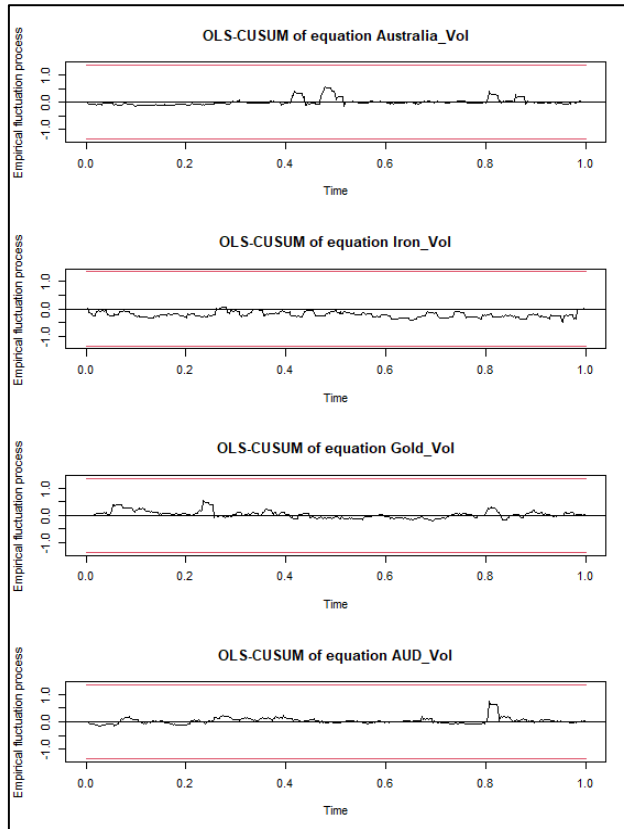 OLS-CUSUM of equation Australia_Vol
Empirical fluctuation process
-1.0 0.0 1.0
0.0 0.2 0.4 0.6 0.8 1.0
Time
OLS-CUSUM of equation Iron_Vol
Empirical fluctuation process
-1.0 0.0 1.0
0.0 0.2 0.4 0.6 0.8 1.0
Time
OLS-CUSUM of equation Gold_Vol
Empirical fluctuation process
-1.0 0.0 1.0
0.0 0.2 0.4 0.6 0.8 1.0
Time
OLS-CUSUM of equation AUD_Vol
Empirical fluctuation process
-1.0 0.0 1.0
0.0 0.2 0.4 0.6 0.8 1.0
Time